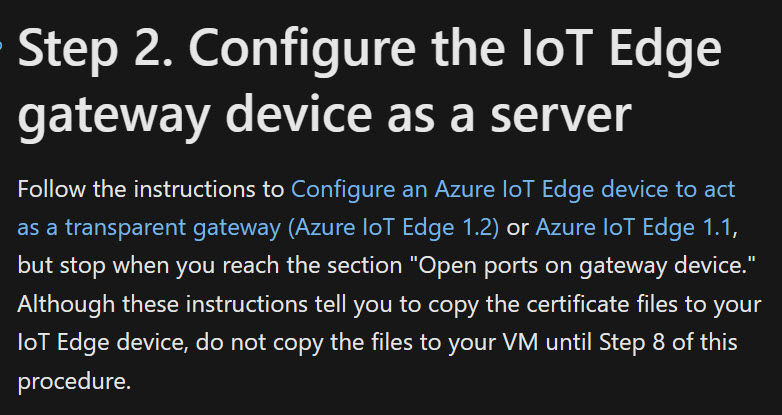 Step 2. Configure the IoT Edge
gateway device as a server
Follow the instructions to Configure an Azure IoT Edge device to act
as a transparent gateway (Azure IoT Edge 1.2) or Azure IoT Edge 1.1,
but stop when you reach the section "Open ports on gateway device."
Although these instructions tell you to copy the certificate files to your
IoT Edge device, do not copy the files to your VM until Step 8 of this
procedure.